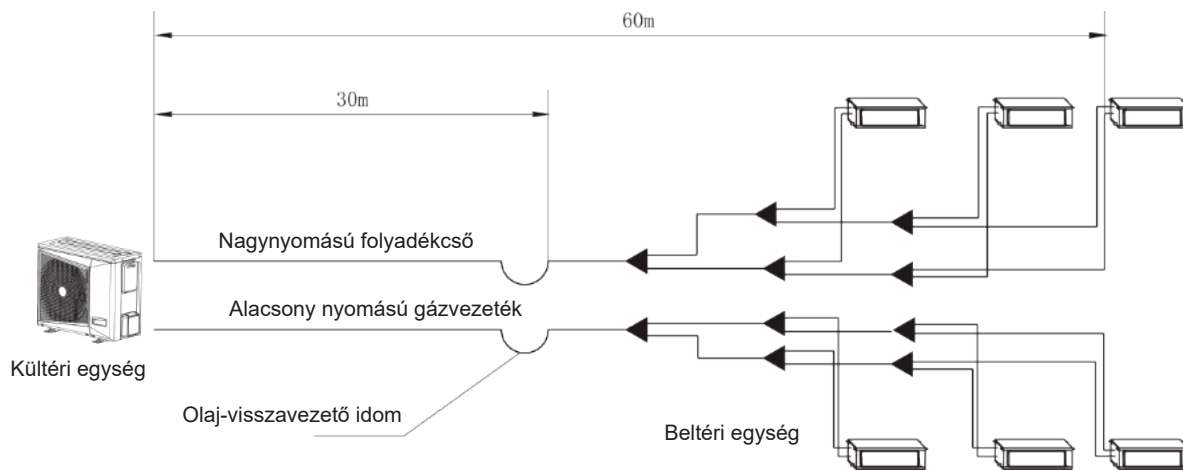 60m
30m
Nagynyomású folyadékcső
Alacsony nyomású gázvezeték
Kültéri egység
Olaj-visszavezető idom
Beltéri egység